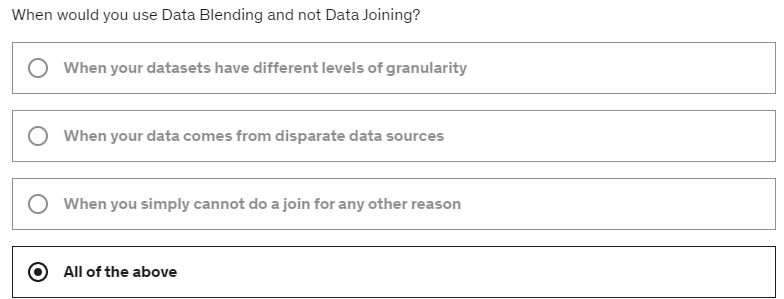 When would you use Data Blending and not Data Joining?
When your datasets have different levels of granularity
When your data comes from disparate data sources
When you simply cannot do a join for any other reason
All of the above